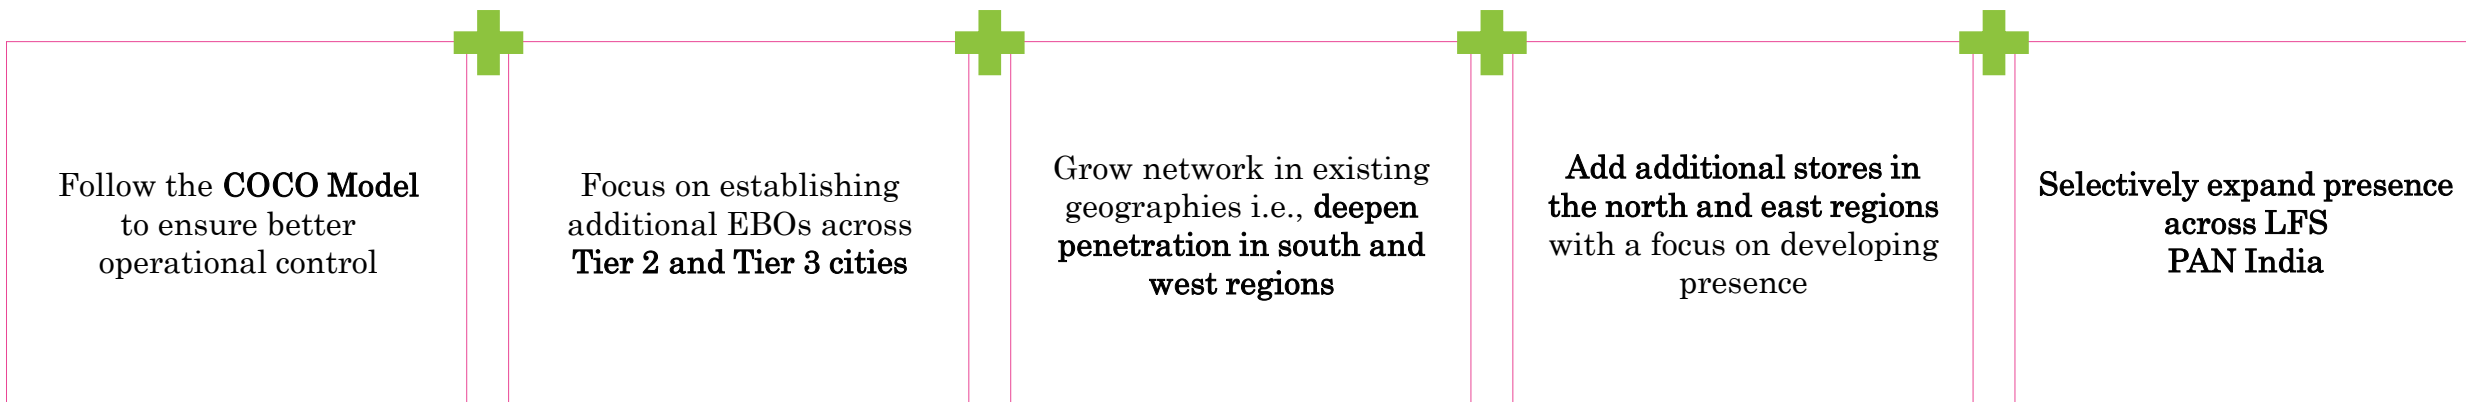 Follow the COCO Model
to ensure better
operational control
Focus on establishing
additional EBOs across
Tier 2 and Tier 3 cities
Grow network in existing
geographies i.e., deepen
penetration in south and
west regions
Add additional stores in
the north and east regions
with a focus on developing
presence
Selectively expand presence
across LFS
PAN India